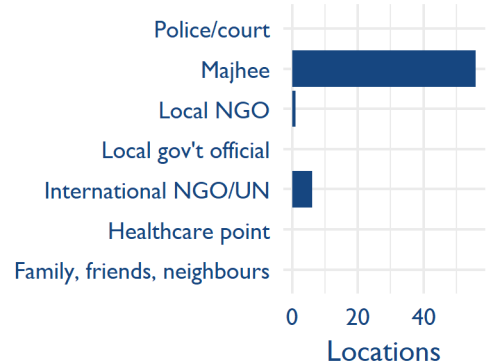 Police/court
Majhee
Local NGO
Local gov't official
International NGO/UN
Healthcare point
Family, friends, neighbours
0 20 40
Locations